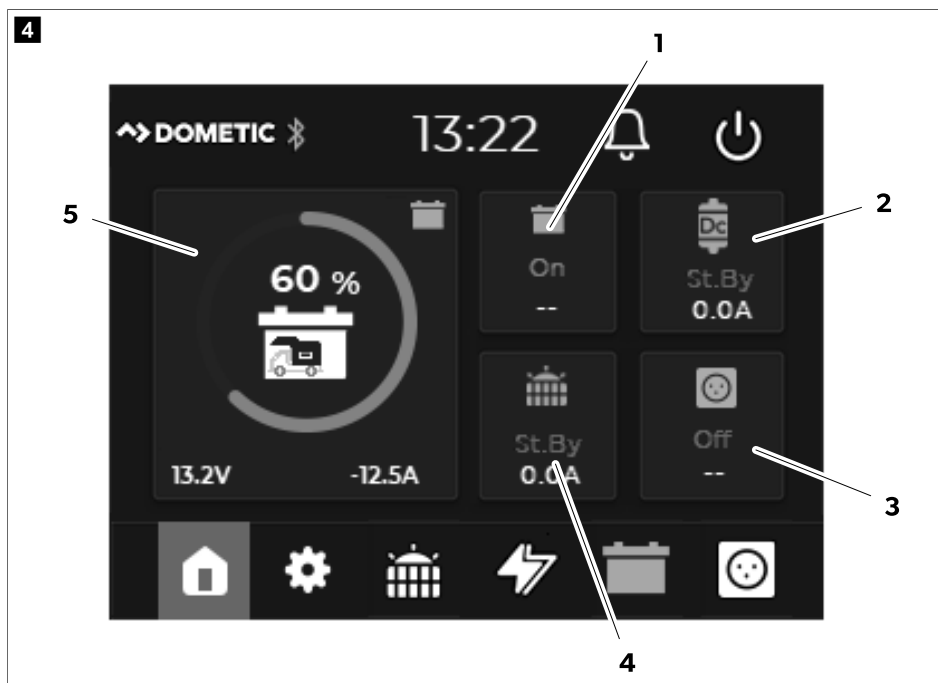 4
1
DOMETIC 13:22
2
5
60 %
On
--
Dc
St.By
0.0A
13.2V -12.5A
St.By
0.0A
Off
--
3
4